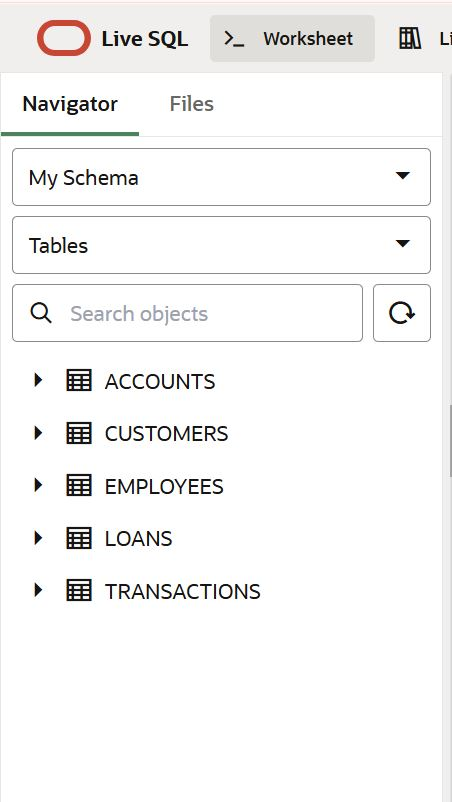 Live SQL
Worksheet
Navigator
Files
My Schema
Tables
Search objects
ACCOUNTS
CUSTOMERS
EMPLOYEES
LOANS
TRANSACTIONS